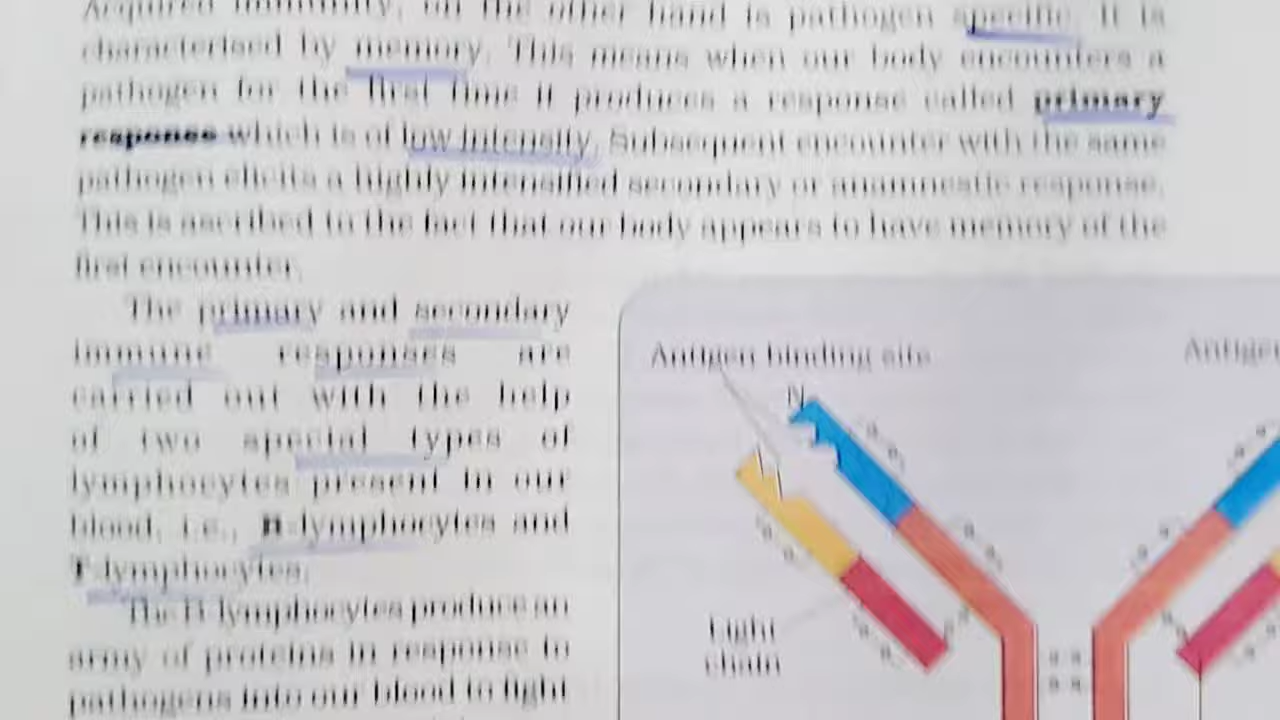 Acquired immunity, on the other hand is pathogen specific. It is
characterised by memory. This means when our body encounters a
pathogen for the first time it produces a response called primary
response which is of low intensity. Subsequent encounter with the same
pathogen elicits a highly intensified secondary or anamnestic response.
This is ascribed to the fact that our body appears to have memory of the
first encounter.
The primary and secondary
immune responses are
carried out with the help
of two special types of
lymphocytes present in our
blood, i.e., B-lymphocytes and
T-lymphocytes.
The B-lymphocytes produce an
army of proteins in response to
pathogens into our blood to fight
Antigen binding site
Antigen
N
Light
chain